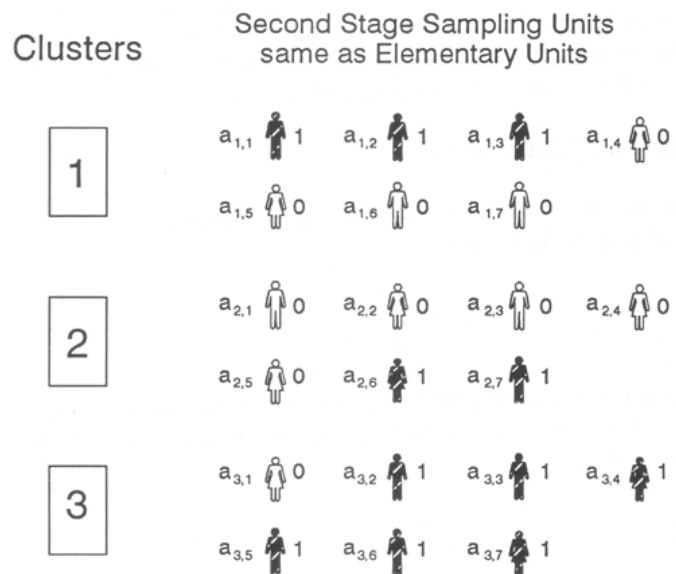 Second Stage Sampling Units
Clusters same as Elementary Units
a1,1 1 a1,2 1 a1,3 1 a1,4 0
1
a1,5 0 a1,6 0 a1,7 0
a2,1 0 a2,2 0 a2,3 0 a2,4 0
2
a2,5 0 a2,6 1 a2,7 1
a3,1 0 a3,2 1 a3,3 1 a3,4 1
3
a3,5 1 a3,6 1 a3,7 1